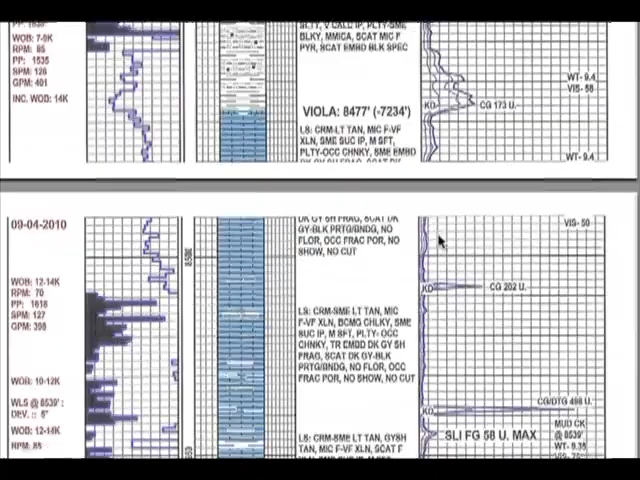 WOB: 7-9K
RPM: 85
PP: 1535
SPM: 128
GPM: 401
INC. WOB: 14K
BLKY, MMICA, SCAT MIC F
PYR, SCAT EMBD BLK SPEC
VIOLA: 8477' (-7234')
LS: CRM-LT TAN, MIC F-VF
XLN, SME SUC IP, M SFT,
PLTY-OCC CHNKY, SME EMBD
WT- 9.4
VIS- 58
KD
CG 173 U.
WT- 9.4
09-04-2010
WOB: 12-14K
RPM: 70
PP: 1618
SPM: 127
GPM: 398
WOB: 10-12K
WLS @ 8539' :
DEV. :: 5°
WOB: 12-14K
RPM: 85
8500
DK GY SH FRAG, SCAT DK
GY-BLK PRTG/BNDG, NO
FLOR, OCC FRAC POR, NO
SHOW, NO CUT
LS: CRM-SME LT TAN, MIC
F-VF XLN, BCMG CHLKY, SME
SUC IP, M SFT, PLTY- OCC
CHNKY, TR EMBD DK GY SH
FRAG, SCAT DK GY-BLK
PRTG/BNDG, NO FLOR, OCC
FRAC POR, NO SHOW, NO CUT
LS: CRM-SME LT TAN, GYSH
TAN, MIC F-VF XLN, SCAT F
VIS- 50
KD
CG 202 U.
CG/DTG 498 U.
KD
SLI FG 58 U. MAX
MUD CK
@ 8539'
WT- 9.35